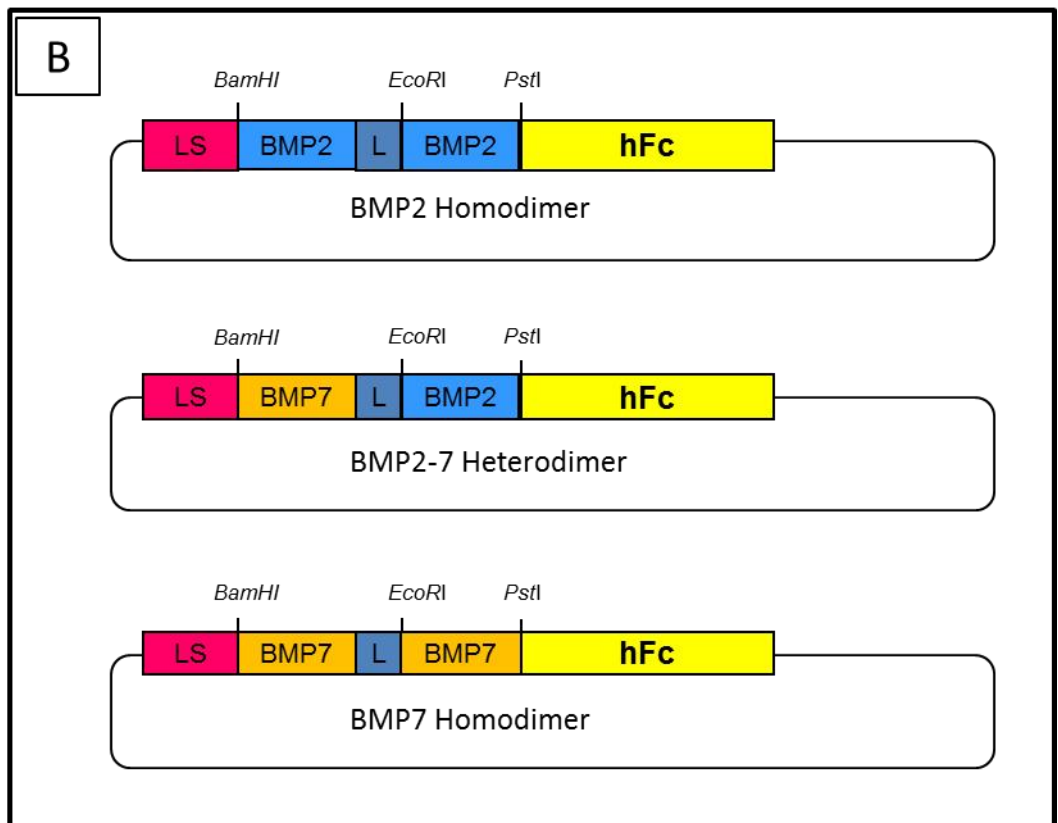 B
BamHI EcoRI PstI
LS BMP2 L BMP2 hFc
BMP2 Homodimer
BamHI EcoRI PstI
LS BMP7 L BMP2 hFc
BMP2-7 Heterodimer
BamHI EcoRI PstI
LS BMP7 L BMP7 hFc
BMP7 Homodimer